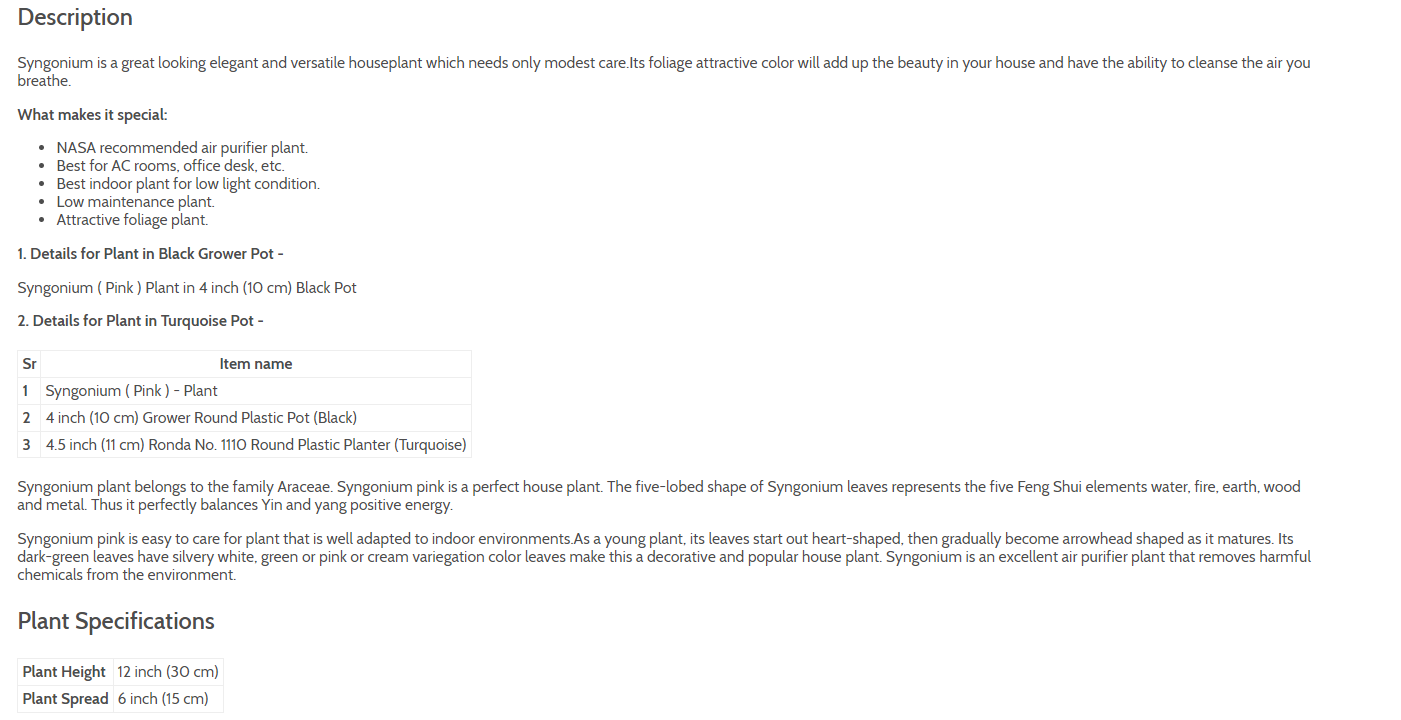 Description
Syngonium is a great looking elegant and versatile houseplant which needs only modest care.Its foliage attractive color will add up the beauty in your house and have the ability to cleanse the air you
breathe.
What makes it special:
• NASA recommended air purifier plant.
• Best for AC rooms, office desk, etc.
• Best indoor plant for low light condition.
• Low maintenance plant.
• Attractive foliage plant.
1. Details for Plant in Black Grower Pot -
Syngonium ( Pink ) Plant in 4 inch (10 cm) Black Pot
2. Details for Plant in Turquoise Pot -
Sr Item name
1 Syngonium ( Pink ) - Plant
2 4 inch (10 cm) Grower Round Plastic Pot (Black)
3 4.5 inch (11 cm) Ronda No. 1110 Round Plastic Planter (Turquoise)
Syngonium plant belongs to the family Araceae. Syngonium pink is a perfect house plant. The five-lobed shape of Syngonium leaves represents the five Feng Shui elements water, fire, earth, wood
and metal. Thus it perfectly balances Yin and yang positive energy.
Syngonium pink is easy to care for plant that is well adapted to indoor environments.As a young plant, its leaves start out heart-shaped, then gradually become arrowhead shaped as it matures. Its
dark-green leaves have silvery white, green or pink or cream variegation color leaves make this a decorative and popular house plant. Syngonium is an excellent air purifier plant that removes harmful
chemicals from the environment.
Plant Specifications
Plant Height 12 inch (30 cm)
Plant Spread 6 inch (15 cm)